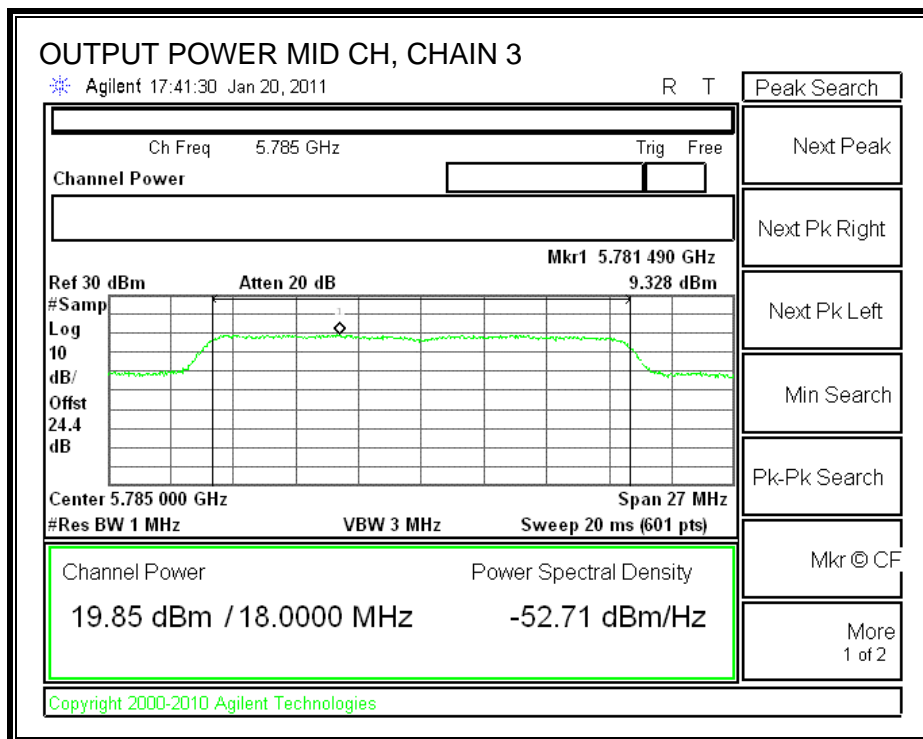 OUTPUT POWER MID CH, CHAIN 3
Agilent 17:41:30 Jan 20, 2011 R T
Peak Search
Ch Freq 5.785 GHz Trig Free
Channel Power
Next Peak
Next Pk Right
Mkr1 5.781 490 GHz
Ref 30 dBm Atten 20 dB 9.328 dBm
#Samp
Log
10
dB/
Offst
24.4
dB
1
Next Pk Left
Min Search
Pk-Pk Search
Center 5.785 000 GHz Span 27 MHz
#Res BW 1 MHz VBW 3 MHz Sweep 20 ms (601 pts)
Channel Power Power Spectral Density
19.85 dBm / 18.0000 MHz -52.71 dBm/Hz
Mkr © CF
More
1 of 2
Copyright 2000-2010 Agilent Technologies